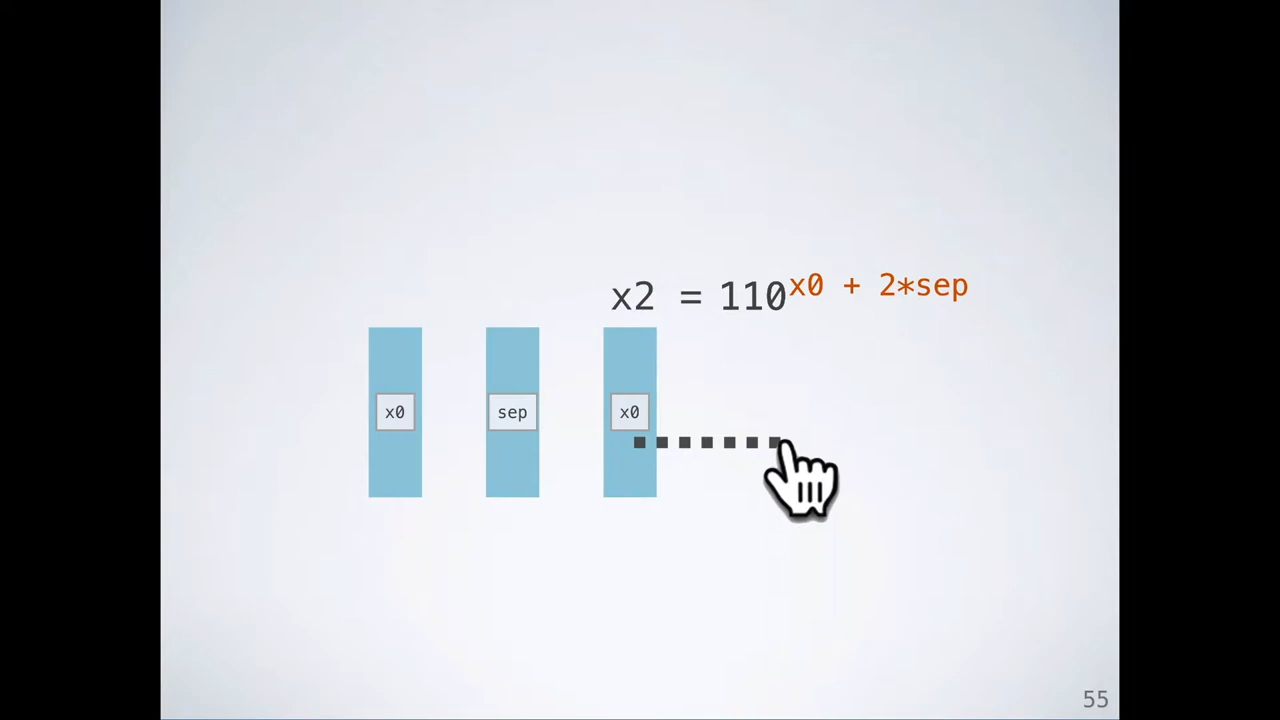 x2 = 110x0 + 2*sep
x0 sep x0
55